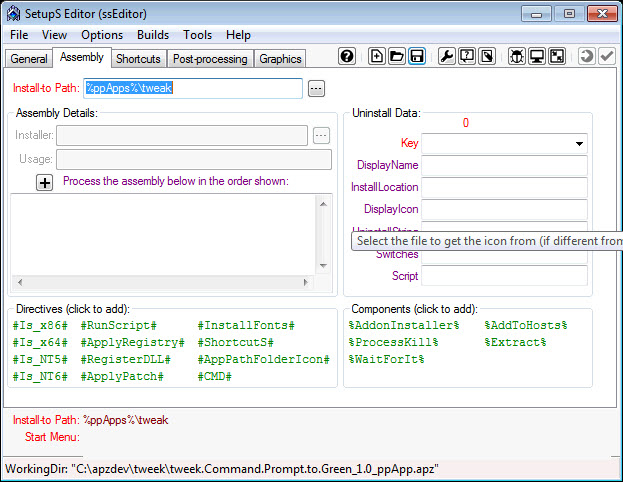 SetupS Editor (ssEditor)
File View Options Builds Tools Help
General Assembly Shortcuts Post-processing Graphics
Install-to Path: %ppApps%\tweak ...
Assembly Details:
Installer: ...
Usage:
+ Process the assembly below in the order shown:
Uninstall Data:
0
Key
DisplayName
InstallLocation
DisplayIcon
UninstallString
Select the file to get the icon from (if different from
Switches
Script
Directives (click to add):
#Is_x86# #RunScript# #InstallFonts#
#Is_x64# #ApplyRegistry# #ShortcutS#
#Is_NT5# #RegisterDLL# #AppPathFolderIcon#
#Is_NT6# #ApplyPatch# #CMD#
Components (click to add):
%AddonInstaller% %AddToHosts%
%ProcessKill% %Extract%
%WaitForIt%
Install-to Path: %ppApps%\tweak
Start Menu:
WorkingDir: "C:\apzdev\tweek\tweek.Command.Prompt.to.Green_1.0_ppApp.apz"